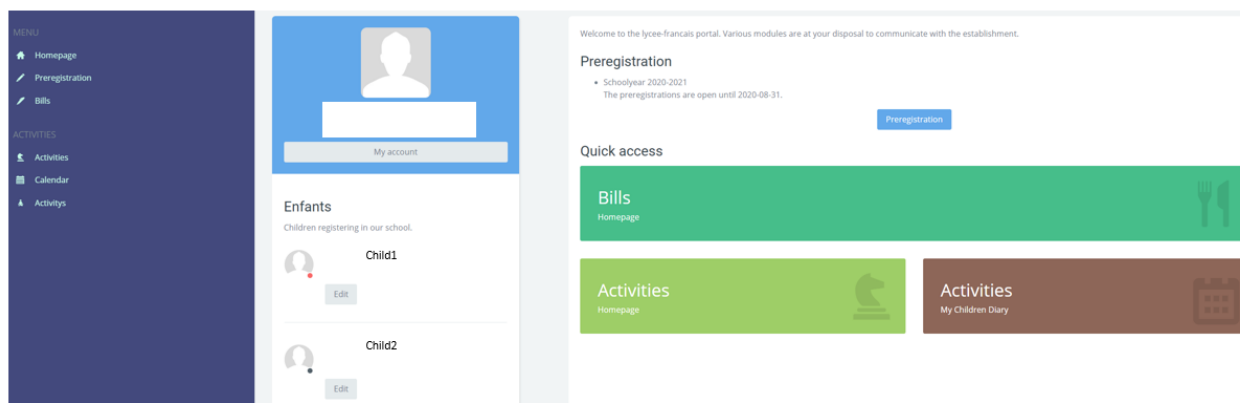 MENU
Homepage
Preregistration
Bills
ACTIVITIES
Activities
Calendar
Activitys
My account
Enfants
Children registering in our school.
Child1
Edit
Child2
Edit
Welcome to the lycee-francais portal. Various modules are at your disposal to communicate with the establishment.
Preregistration
Schoolyear 2020-2021
The preregistrations are open until 2020-08-31.
Preregistration
Quick access
Bills
Homepage
Activities
Homepage
Activities
My Children Diary